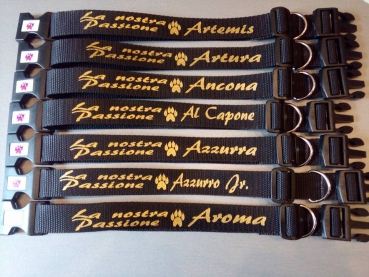 La nostra
Passione Artemis
La nostra
Passione Artura
La nostra
Passione Ancona
La nostra
Passione Al Capone
La nostra
Passione Azzurra
La nostra
Passione Azzurro Jr.
La nostra
Passione Aroma